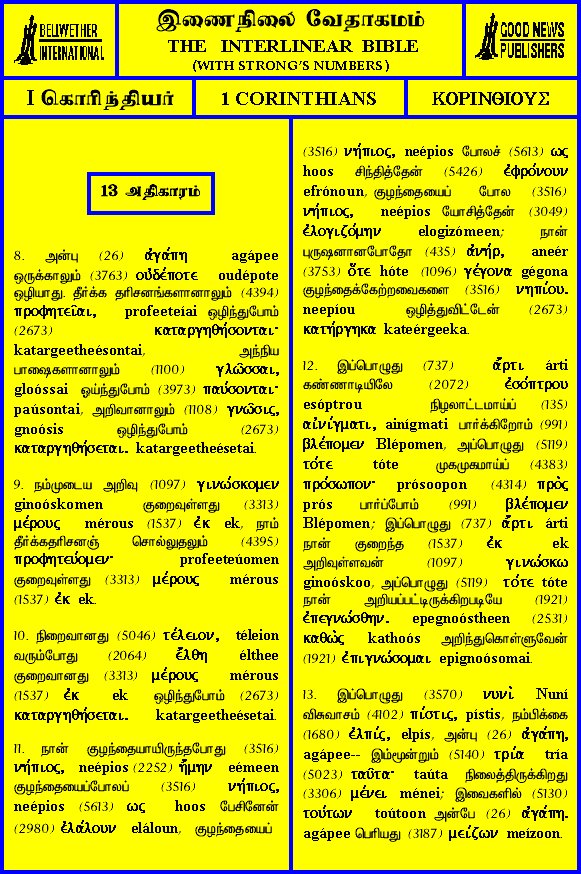 BELLWETHER
INTERNATIONAL
இணைநிலை வேதாகமம்
THE INTERLINEAR BIBLE
(WITH STRONG'S NUMBERS)
GOOD NEWS
PUBLISHERS
I கொரிந்தியர்
1 CORINTHIANS
ΚΟΡΙΝΘΙΟΥΣ
13 அதிகாரம்
8. அன்பு (26) ἀγάπη agápee
ஒருக்காலும் (3763) οὐδέποτε oudépote
ஒழியாது. தீர்க்க தரிசனங்களானாலும் (4394)
προφητεῖαι, profeeteíai ஒழிந்துபோம்
(2673) καταργηθήσονται·
katargeetheésontai, அந்நிய
பாஷைகளானாலும் (1100) γλῶσσαι,
gloóssai ஓய்ந்துபோம் (3973) παύσονται·
paúsontai, அறிவானாலும் (1108) γνῶσις,
gnoósis ஒழிந்துபோம் (2673)
καταργηθήσεται. katargeetheésetai.
9. நம்முடைய அறிவு (1097) γινώσκομεν
ginoóskomen குறைவுள்ளது (3313)
μέρους mérous (1537) ἐκ ek, நாம்
தீர்க்கதரிசனஞ் சொல்லுதலும் (4395)
προφητεύομεν· profeeteúomen
குறைவுள்ளது (3313) μέρους mérous
(1537) ἐκ ek.
10. நிறைவானது (5046) τέλειον, téleion
வரும்போது (2064) ἔλθη élthee
குறைவானது (3313) μέρους mérous
(1537) ἐκ ek ஒழிந்துபோம் (2673)
καταργηθήσεται. katargeetheésetai.
11. நான் குழந்தையாயிருந்தபோது (3516)
νήπιος, neépios (2252) ἤμην eémeen
குழந்தையைப்போலப் (3516) νήπιος,
neépios (5613) ως hoos பேசினேன்
(2980) ἐλάλουν eláloun, குழந்தையைப்
(3516) νήπιος, neépios போலச் (5613) ως
hoos சிந்தித்தேன் (5426) ἐφρόνουν
efrónoun, குழந்தையைப் போல (3516)
νήπιος, neépios யோசித்தேன் (3049)
ἐλογιζόμην elogizómeen; நான்
புருஷனானபோதோ (435) ἀνήρ, aneér
(3753) ὅτε hóte (1096) γέγονα gégona
குழந்தைக்கேற்றவைகளை (3516) νηπίου.
neepíou ஒழித்துவிட்டேன் (2673)
κατήργηκα kateérgeeka.
12. இப்பொழுது (737) ἄρτι árti
கண்ணாடியிலே (2072) ἐσόπτρου
esóptrou நிழலாட்டமாய்ப் (135)
αἰνίγματι, ainígmati பார்க்கிறோம் (991)
βλέπομεν Blépomen, அப்பொழுது (5119)
τότε tóte முகமுகமாய்ப் (4383)
πρόσωπον· prósoopon (4314) πρὸς
prós பார்ப்போம் (991) βλέπομεν
Blépomen; இப்பொழுது (737) ἄρτι árti
நான் குறைந்த (1537) ἐκ ek
அறிவுள்ளவன் (1097) γινώσκω
ginoóskoo, அப்பொழுது (5119) τότε tóte
நான் அறியப்பட்டிருக்கிறபடியே (1921)
ἐπεγνώσθην. epegnoóstheen (2531)
καθὼς kathoós அறிந்துகொள்ளுவேன்
(1921) ἐπιγνώσομαι epignoósomai.
13. இப்பொழுது (3570) νυνὶ Nuní
விசுவாசம் (4102) πίστις, pístis, நம்பிக்கை
(1680) ἐλπίς, elpís, அன்பு (26) ἀγάπη,
agápee-- இம்மூன்றும் (5140) τρία tría
(5023) ταῦτα· taúta நிலைத்திருக்கிறது
(3306) μένει ménei; இவைகளில் (5130)
τούτων toútoon அன்பே (26) ἀγάπη.
agápee பெரியது (3187) μείζων meízoon.